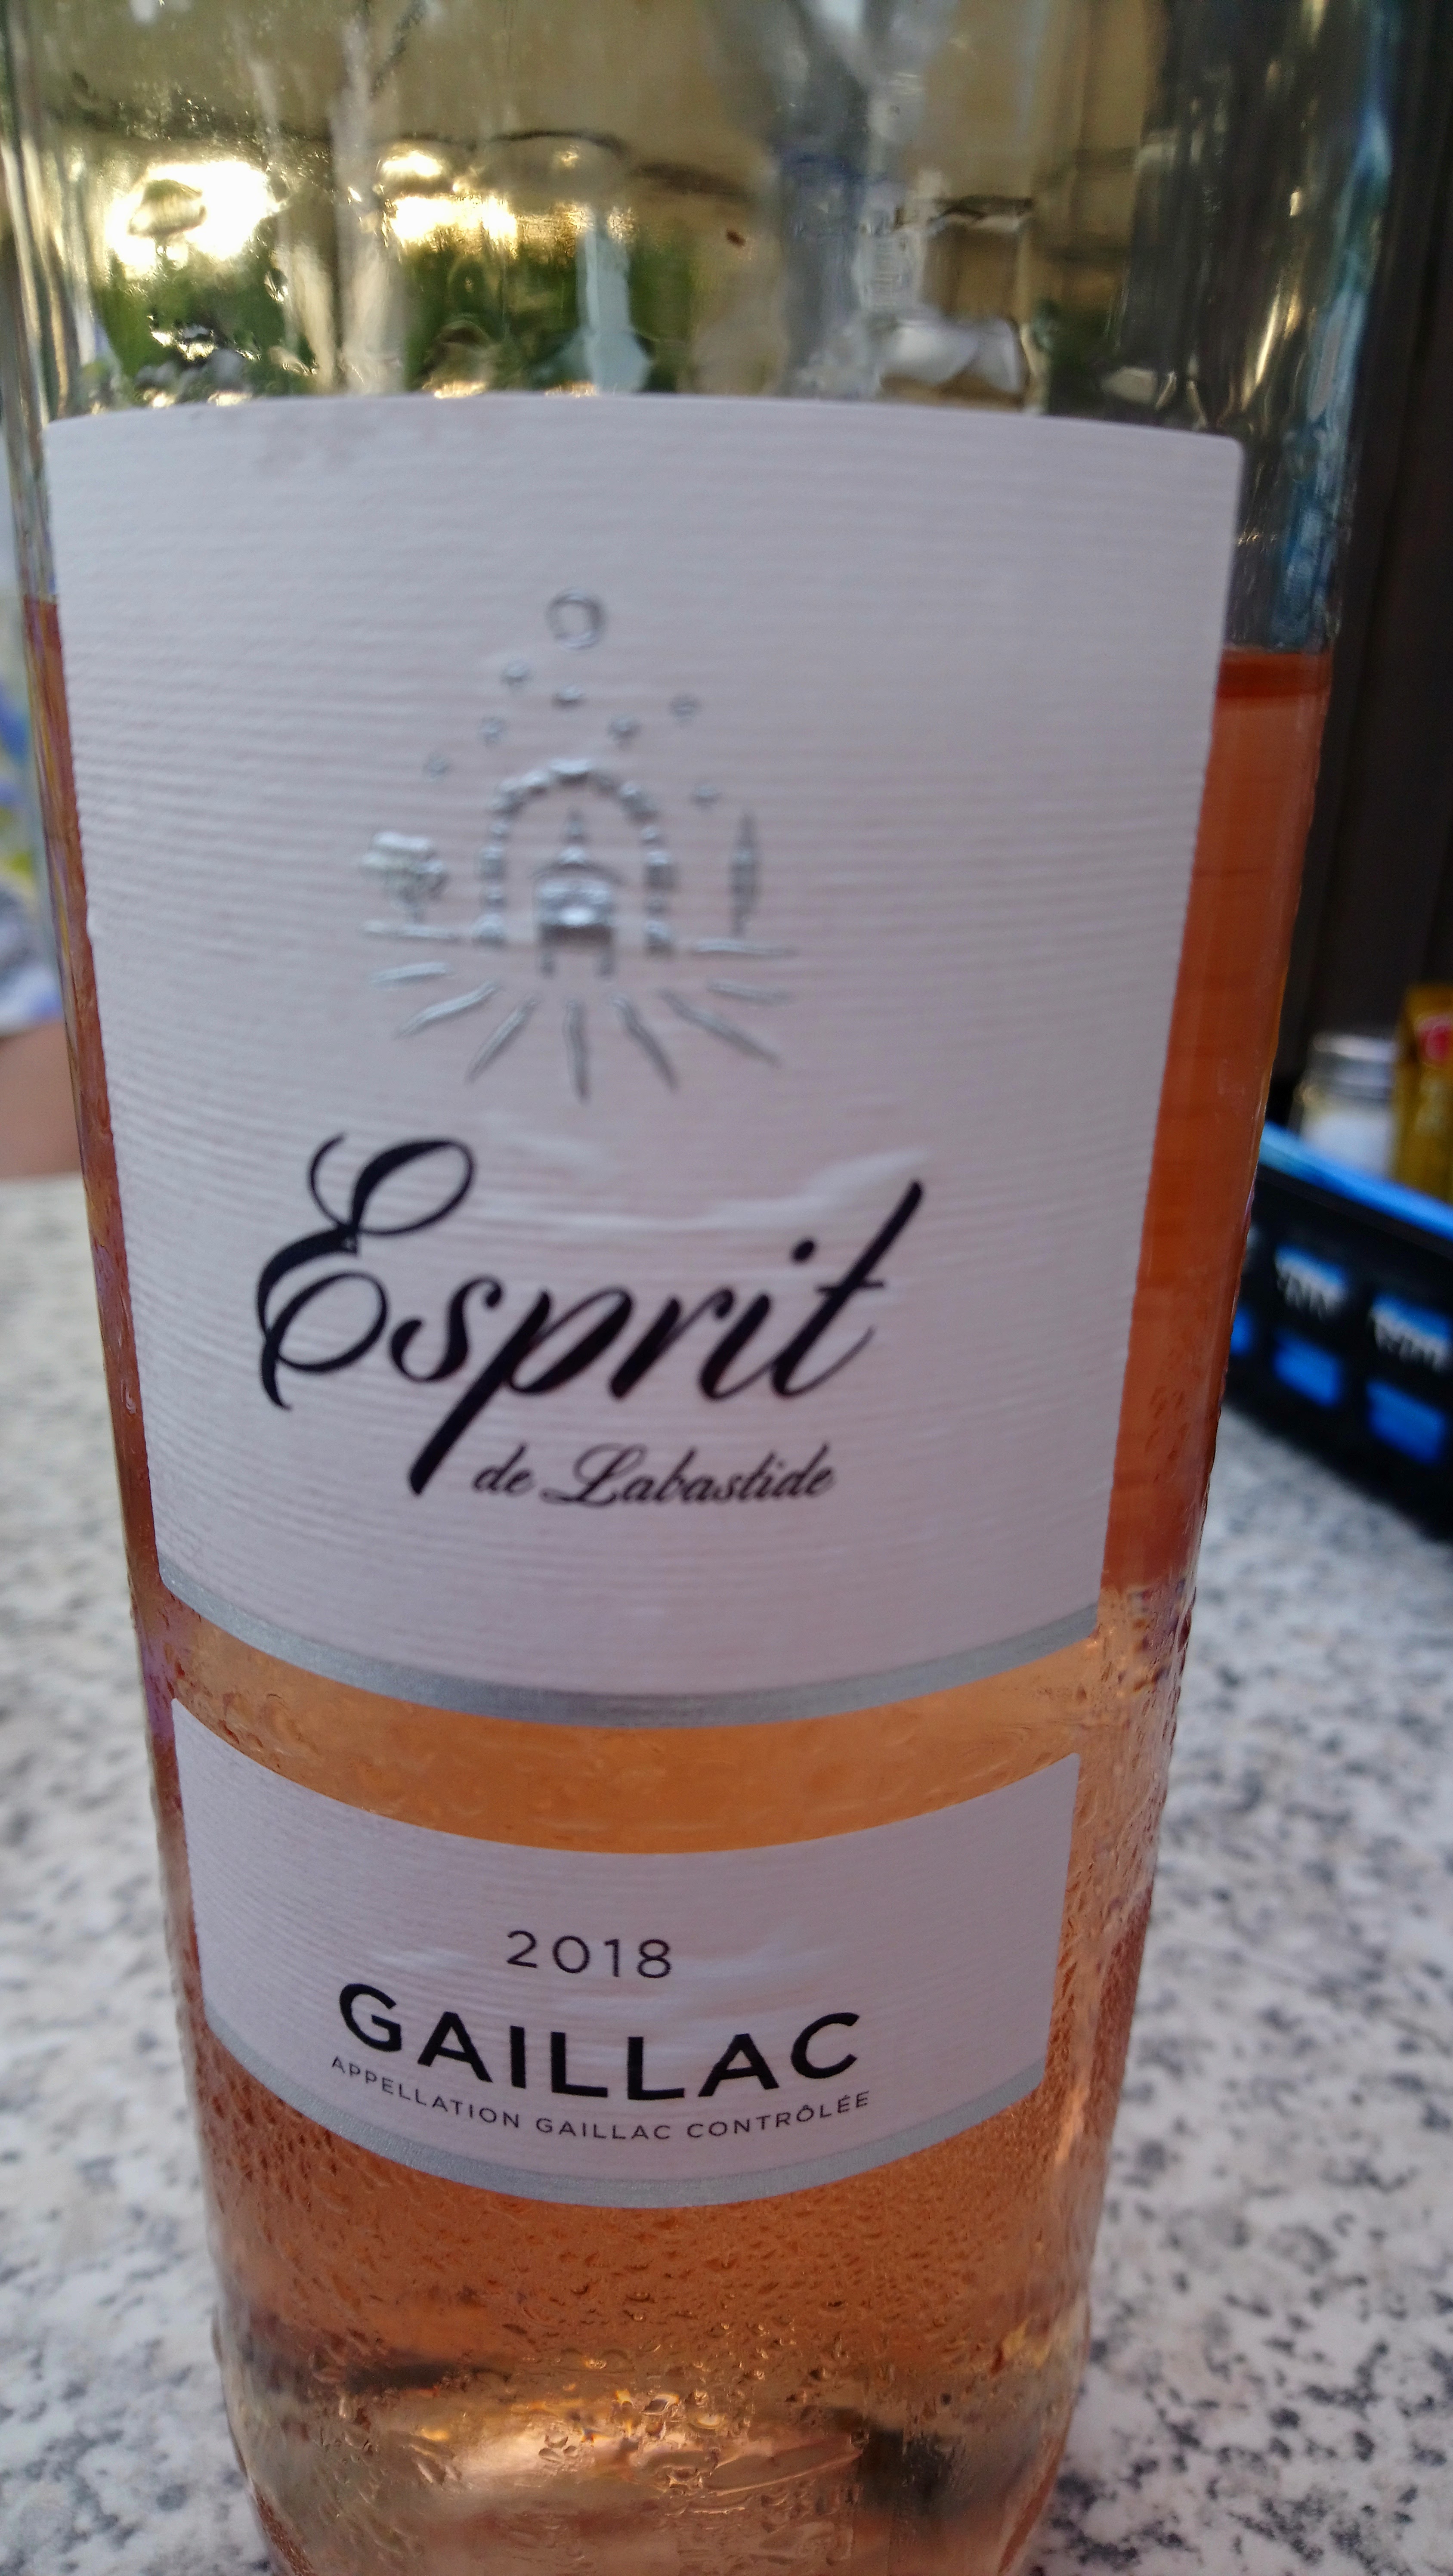 Esprit
de Labastide
2018
GAILLAC
APPELLATION GAILLAC CONTRÔLÉE